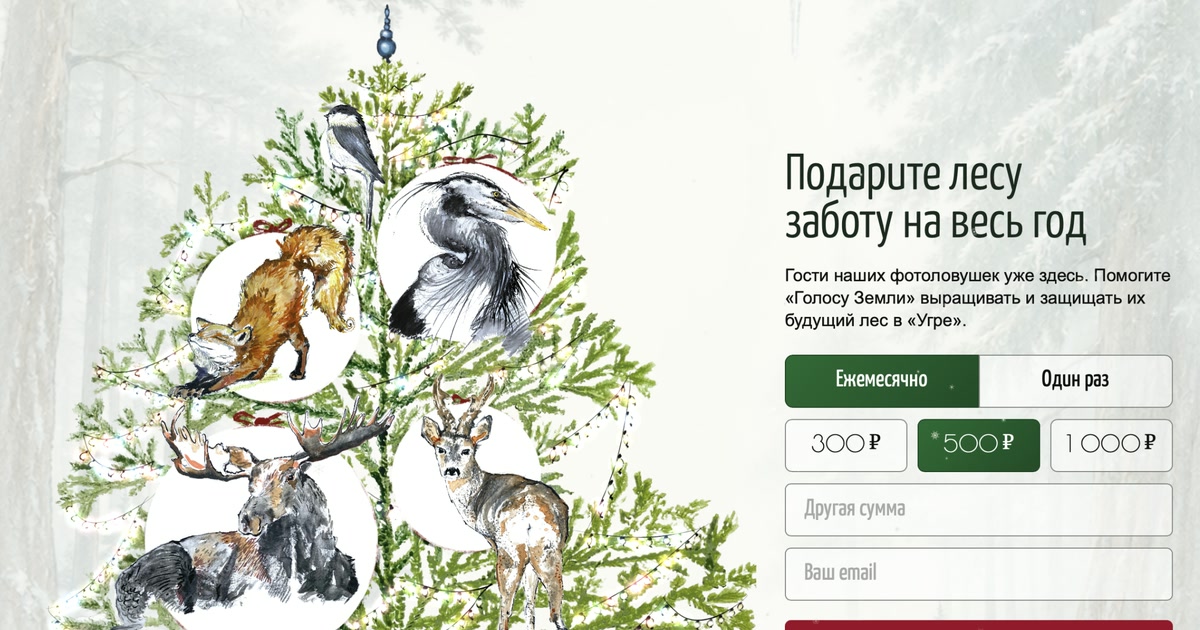 Подарите лесу
заботу на весь год
Гости наших фотоловушек уже здесь. Помогите
«Голосу Земли» выращивать и защищать их
будущий лес в «Угре».
Ежемесячно
Один раз
300 ₽
500 ₽
1 000 ₽
Другая сумма
Ваш email